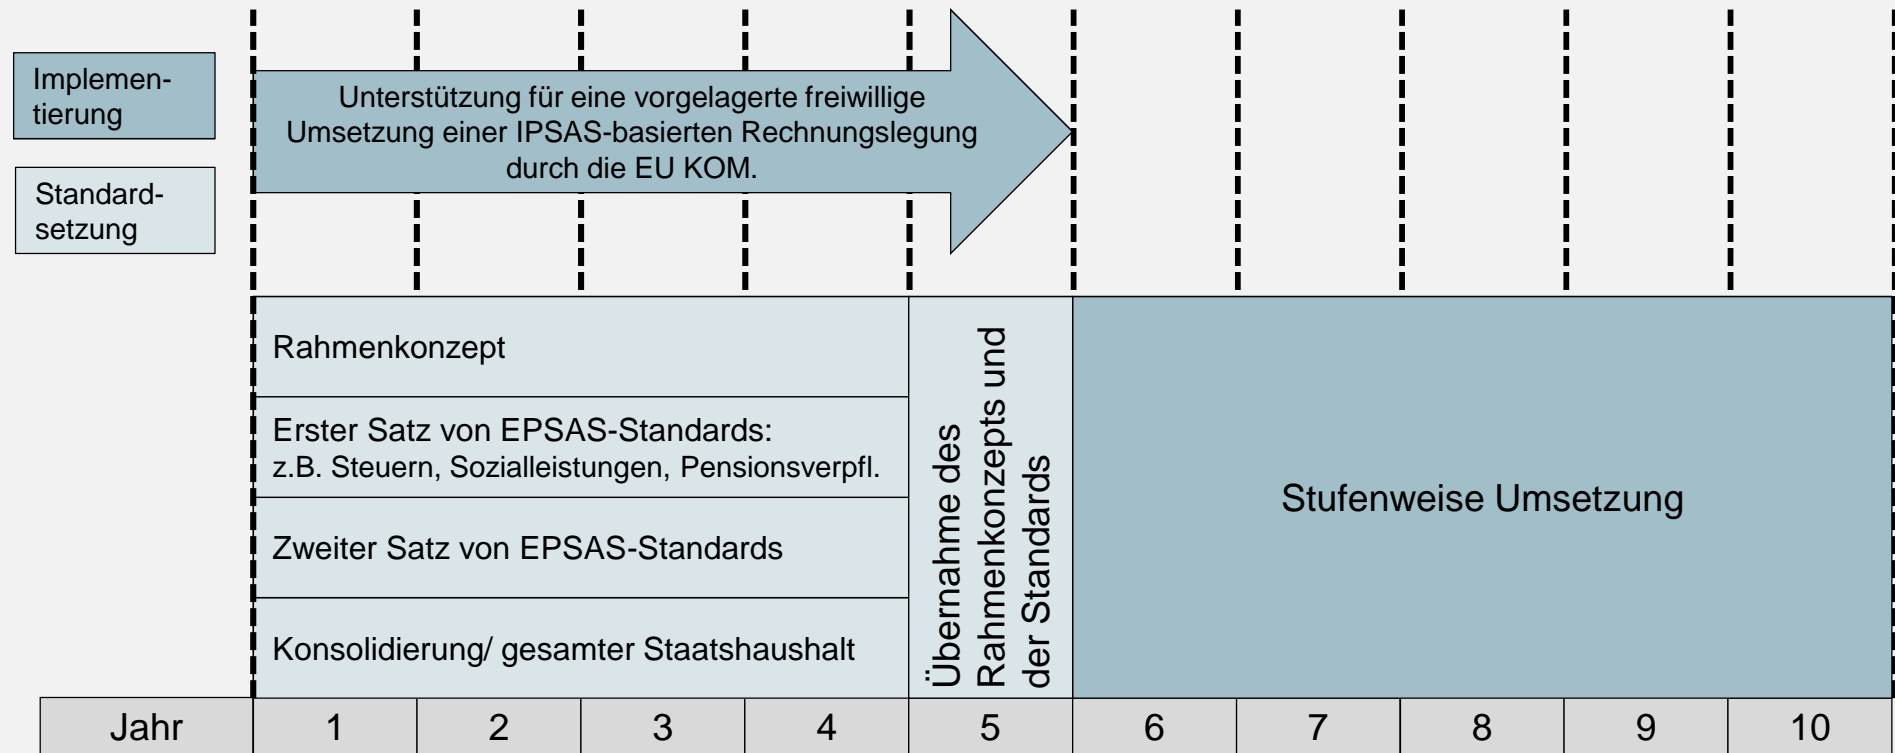 Implemen-
tierung
Standard-
setzung
Unterstützung für eine vorgelagerte freiwillige
Umsetzung einer IPSAS-basierten Rechnungslegung
durch die EU KOM.
Rahmenkonzept
Erster Satz von EPSAS-Standards:
z.B. Steuern, Sozialleistungen, Pensionsverpfl.
Zweiter Satz von EPSAS-Standards
Konsolidierung/ gesamter Staatshaushalt
Übernahme des
Rahmenkonzepts und
der Standards
Stufenweise Umsetzung
Jahr 1 2 3 4 5 6 7 8 9 10